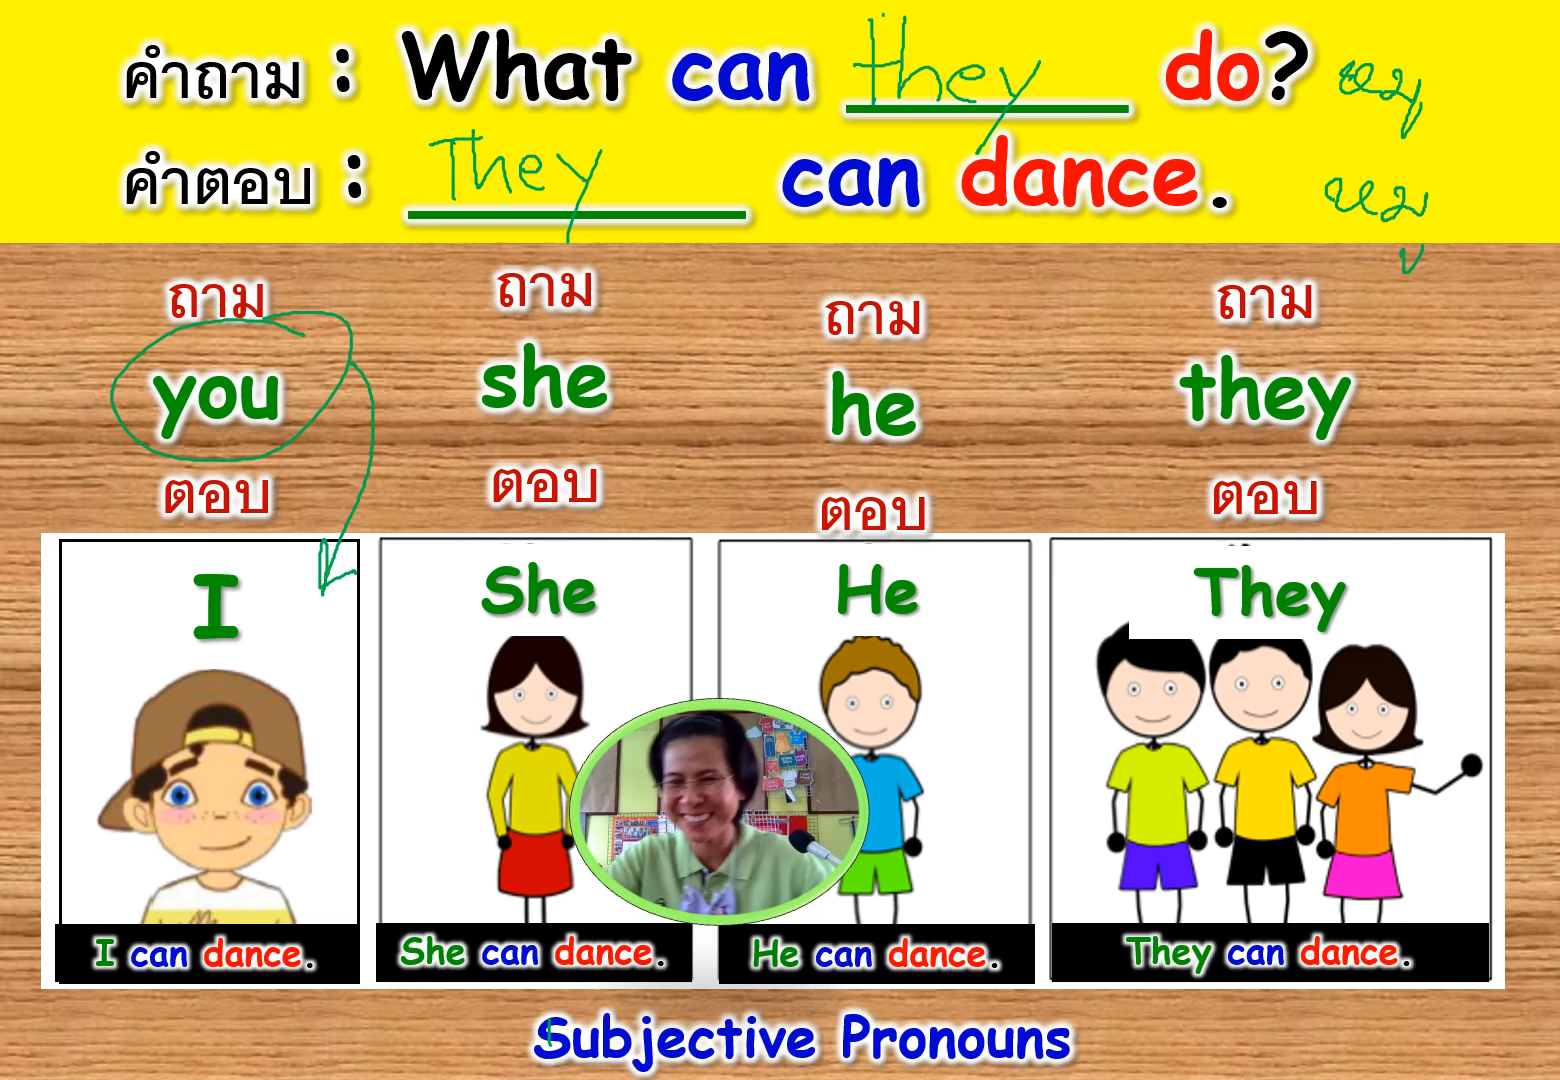 คำถาม : What can they do?
คำตอบ : They can dance.
ถาม ถาม ถาม ถาม
you she he they
ตอบ ตอบ ตอบ ตอบ
I She He They
I can dance. She can dance. He can dance. They can dance.
Subjective Pronouns